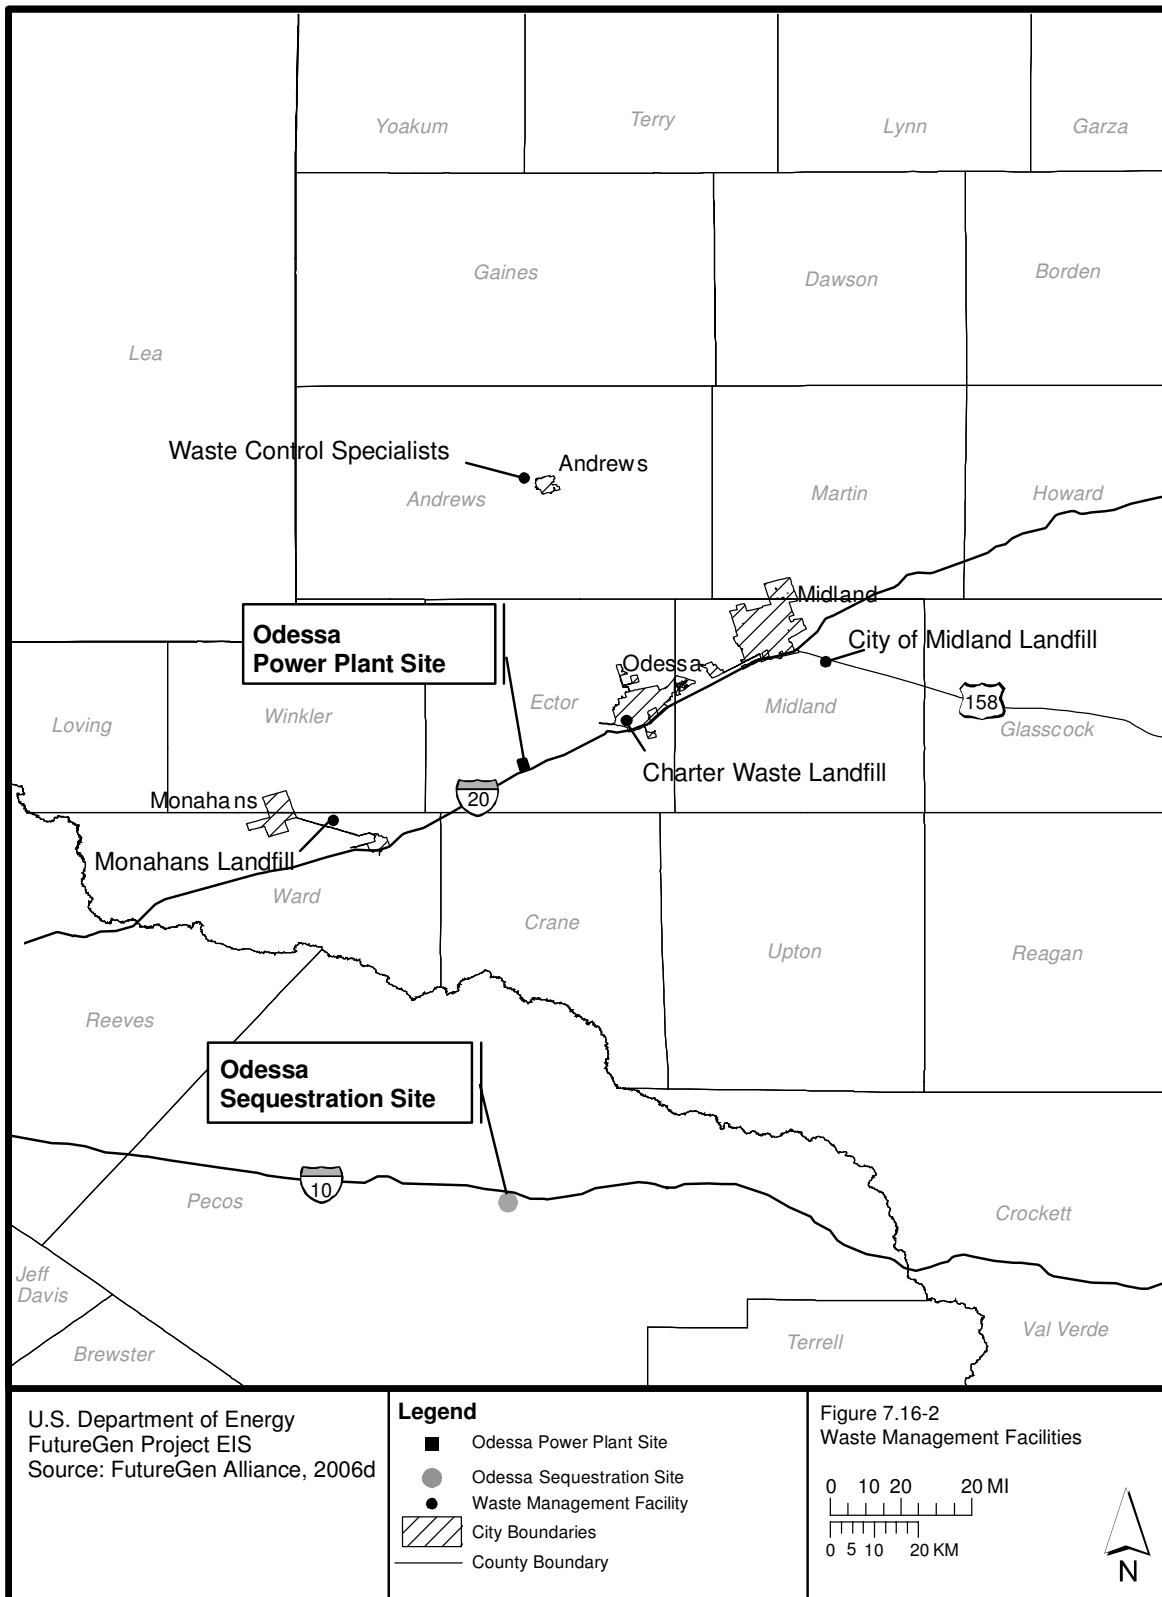 Yoakum
Terry
Lynn
Garza
Gaines
Dawson
Borden
Lea
Waste Control Specialists
Andrews
Andrews
Martin
Howard
Midland
Odessa
Power Plant Site
City of Midland Landfill
Odessa
Ector
Winkler
Loving
Midland
158
Glasscock
Charter Waste Landfill
20
Monahans
Monahans Landfill
Ward
Crane
Upton
Reagan
Reeves
Odessa
Sequestration Site
10
Pecos
Crockett
Jeff
Davis
Brewster
Terrell
Val Verde
U.S. Department of Energy
FutureGen Project EIS
Source: FutureGen Alliance, 2006d
Legend
Odessa Power Plant Site
Odessa Sequestration Site
Waste Management Facility
City Boundaries
County Boundary
Figure 7.16-2
Waste Management Facilities
0 10 20 20 MI
0 5 10 20 KM
N